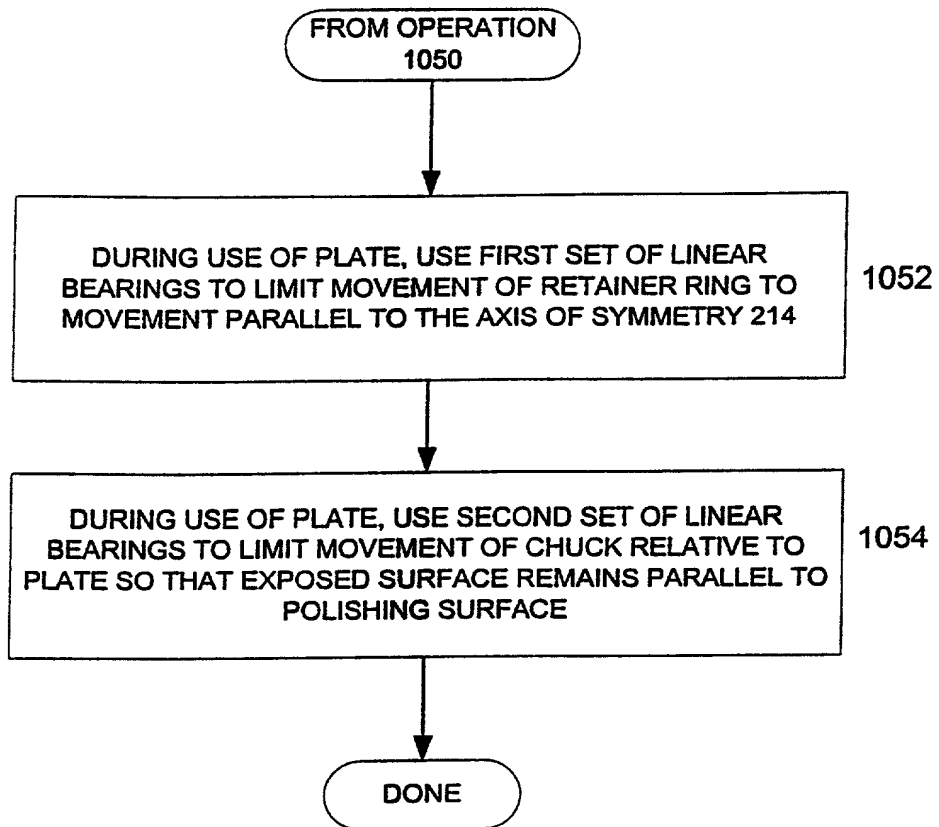 FROM OPERATION
1050
DURING USE OF PLATE, USE FIRST SET OF LINEAR
BEARINGS TO LIMIT MOVEMENT OF RETAINER RING TO
MOVEMENT PARALLEL TO THE AXIS OF SYMMETRY 214
1052
DURING USE OF PLATE, USE SECOND SET OF LINEAR
BEARINGS TO LIMIT MOVEMENT OF CHUCK RELATIVE TO
PLATE SO THAT EXPOSED SURFACE REMAINS PARALLEL TO
POLISHING SURFACE
1054
DONE